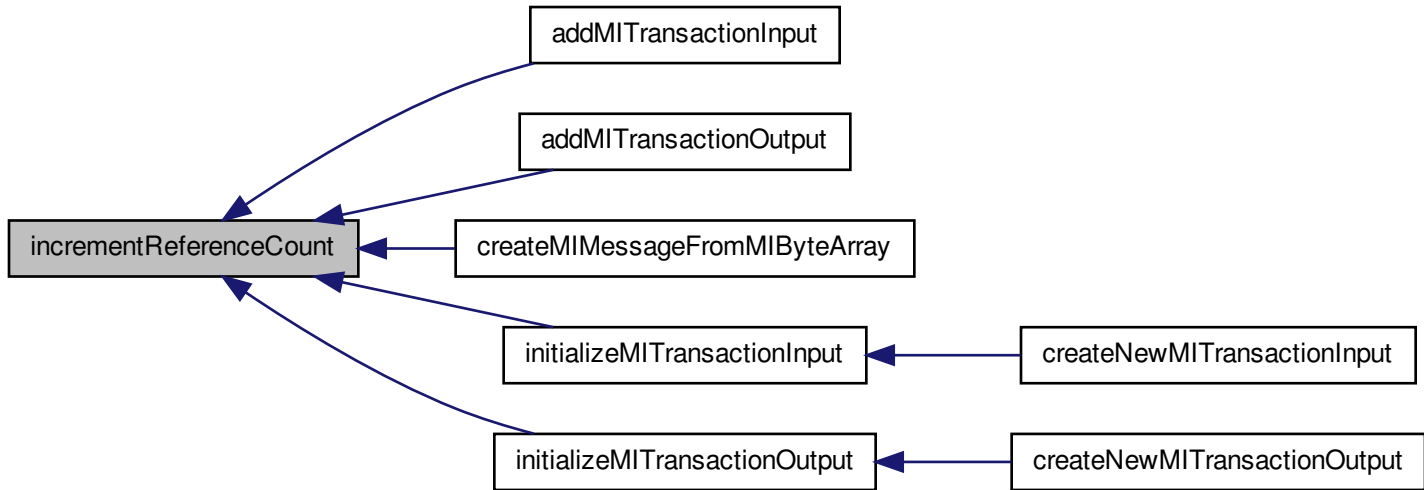 addMITransactionInput
addMITransactionOutput
incrementReferenceCount
createMIMessageFromMIByteArray
initializeMITransactionInput
createNewMITransactionInput
initializeMITransactionOutput
createNewMITransactionOutput